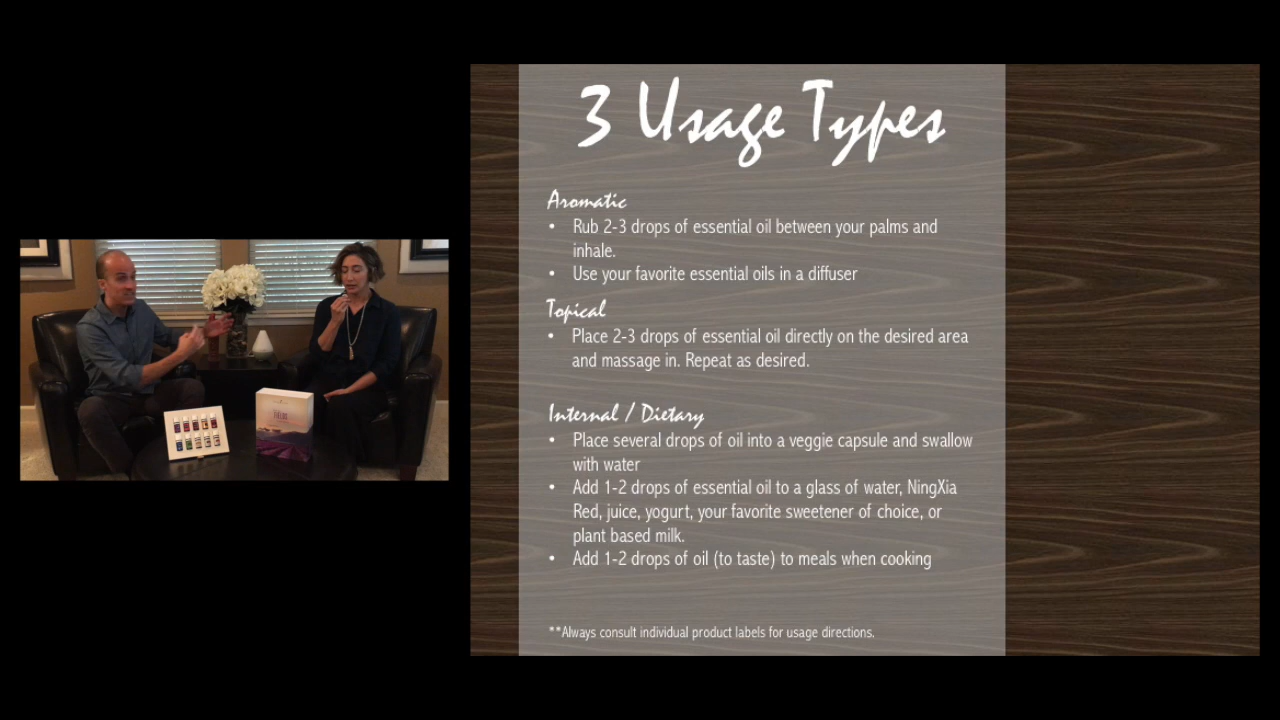 3 Usage Types
Aromatic
• Rub 2-3 drops of essential oil between your palms and
inhale.
• Use your favorite essential oils in a diffuser
Topical
• Place 2-3 drops of essential oil directly on the desired area
and massage in. Repeat as desired.
Internal / Dietary
• Place several drops of oil into a veggie capsule and swallow
with water
• Add 1-2 drops of essential oil to a glass of water, NingXia
Red, juice, yogurt, your favorite sweetener of choice, or
plant based milk.
• Add 1-2 drops of oil (to taste) to meals when cooking
**Always consult individual product labels for usage directions.